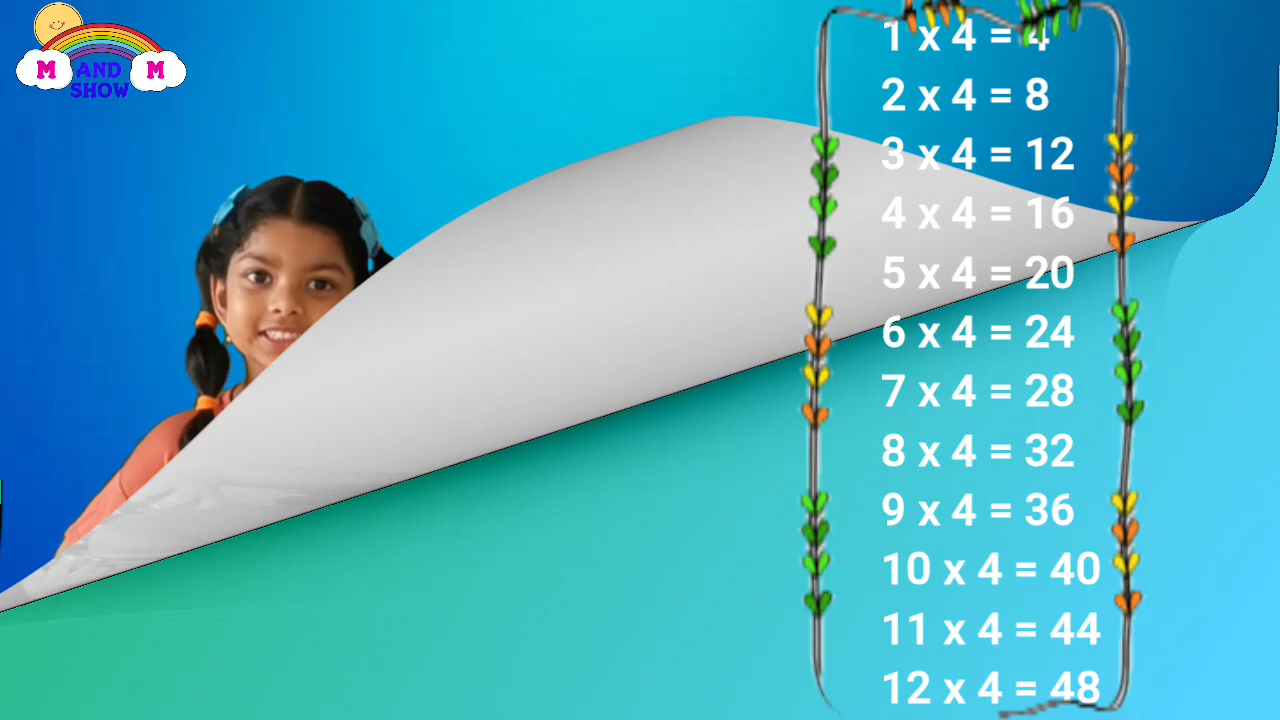 M AND M
SHOW
1 x 4 = 4
2 x 4 = 8
3 x 4 = 12
4 x 4 = 16
5 x 4 = 20
6 x 4 = 24
7 x 4 = 28
8 x 4 = 32
9 x 4 = 36
10 x 4 = 40
11 x 4 = 44
12 x 4 = 48